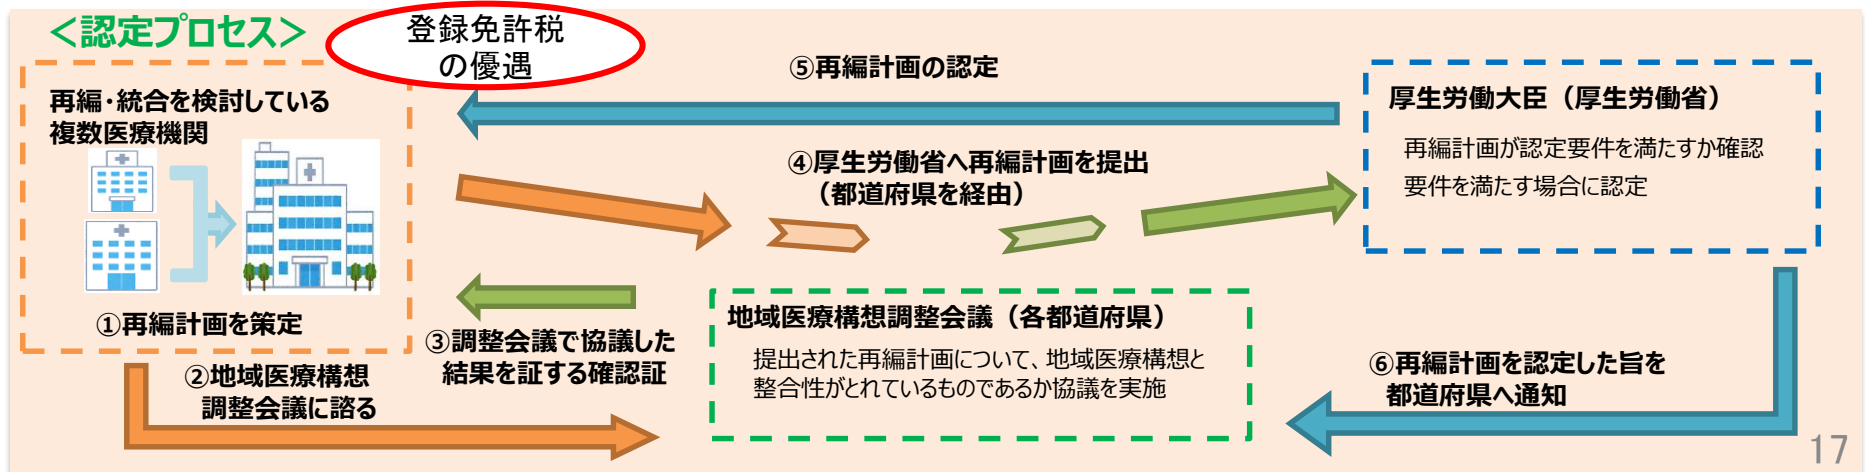 ＜認定プロセス＞
登録免許税
の優遇
再編・統合を検討している
複数医療機関
①再編計画を策定
②地域医療構想
調整会議に諮る
③調整会議で協議した
結果を証する確認証
⑤再編計画の認定
④厚生労働省へ再編計画を提出
（都道府県を経由）
地域医療構想調整会議（各都道府県）
提出された再編計画について、地域医療構想と
整合性がとれているものであるか協議を実施
厚生労働大臣（厚生労働省）
再編計画が認定要件を満たすか確認
要件を満たす場合に認定
⑥再編計画を認定した旨を
都道府県へ通知
17